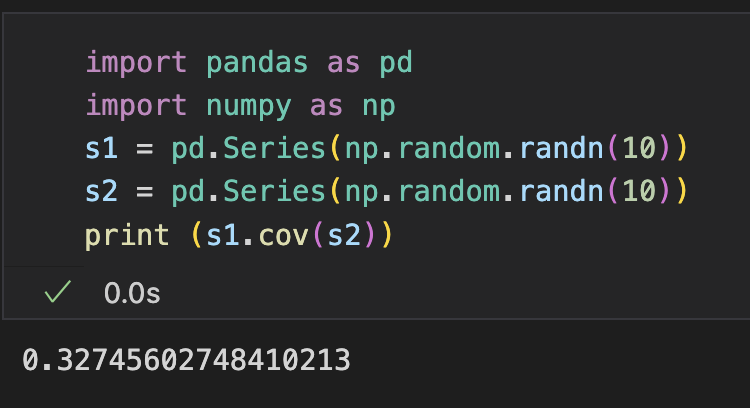 import pandas as pd
import numpy as np
s1 = pd.Series(np.random.randn(10))
s2 = pd.Series(np.random.randn(10))
print (s1.cov(s2))
✓ 0.0s
0.32745602748410213